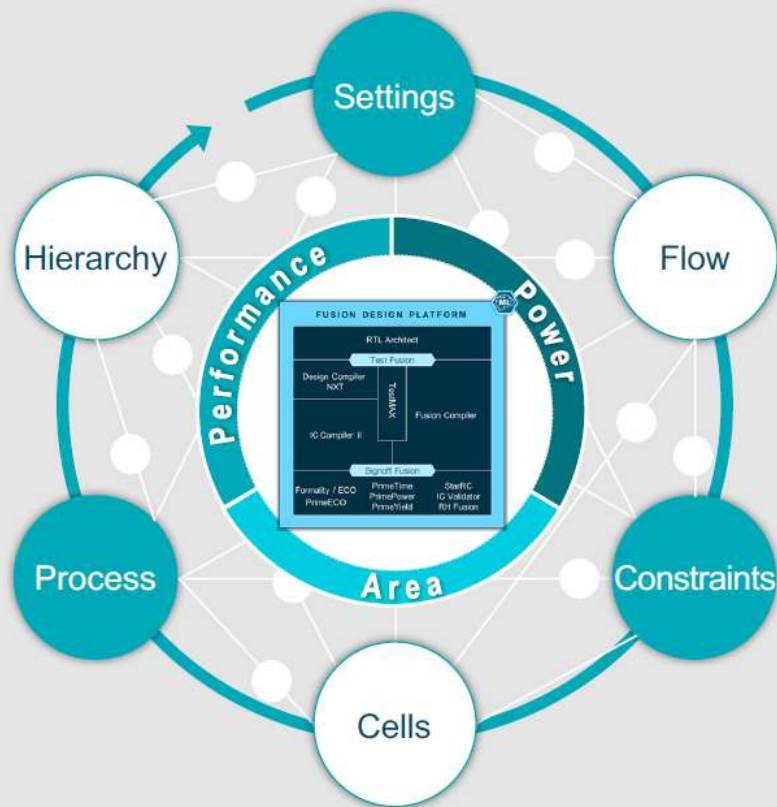 Settings
Hierarchy
Flow
Performance
Power
ML
FUSION DESIGN PLATFORM
RTL Architect
Test Fusion
Design Compiler
NXT
TestMAX
Fusion Compiler
IC Compiler II
Signoff Fusion
Formality / ECO
PrimeECO
PrimeTime
PrimePower
PrimeYield
StarRC
IC Validator
RH Fusion
Process
Area
Constraints
Cells